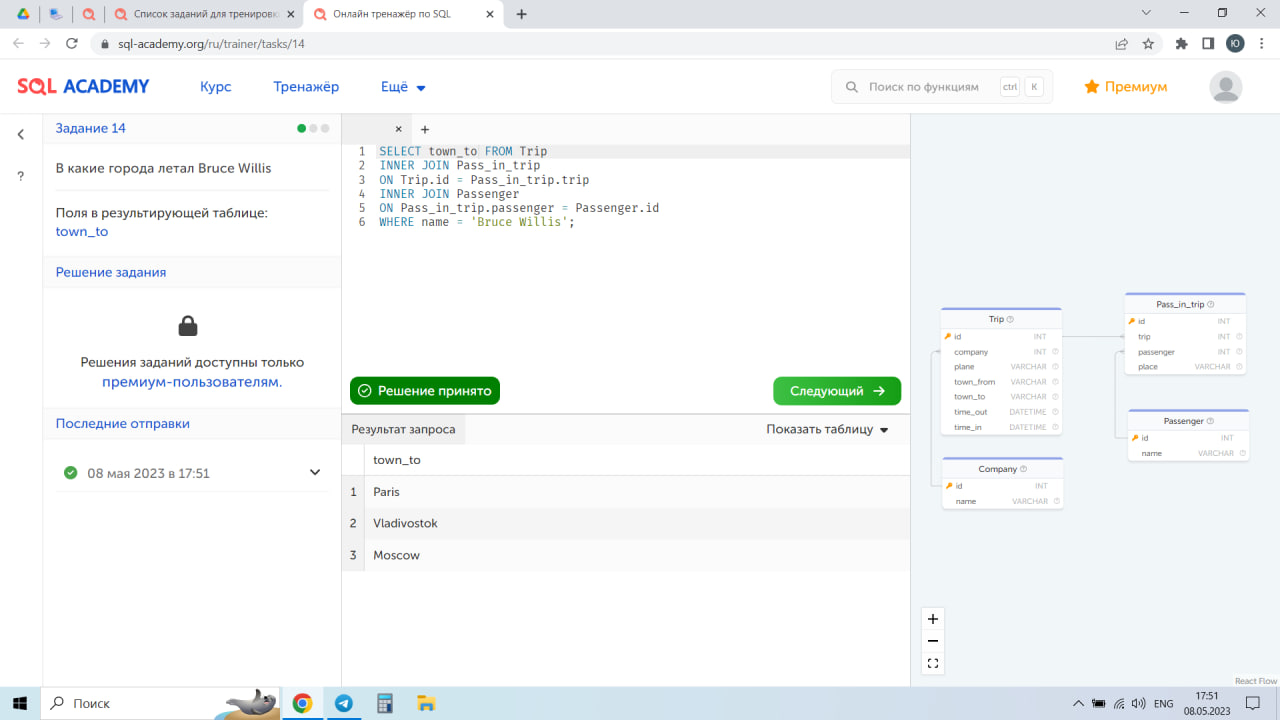 Список заданий для тренировк
Онлайн тренажёр по SQL
sql-academy.org/ru/trainer/tasks/14
Ю
SQL ACADEMY
Курс
Тренажёр
Ещё
Поиск по функциям
ctrl
K
Премиум
Задание 14
В какие города летал Bruce Willis
Поля в результирующей таблице:
town_to
Решение задания
Решения заданий доступны только
премиум-пользователям.
Последние отправки
08 мая 2023 в 17:51
?
1 SELECT town_to FROM Trip
2 INNER JOIN Pass_in_trip
3 ON Trip.id = Pass_in_trip.trip
4 INNER JOIN Passenger
5 ON Pass_in_trip.passenger = Passenger.id
6 WHERE name = 'Bruce Willis';
Решение принято
Следующий
Результат запроса
Показать таблицу
town_to
1 Paris
2 Vladivostok
3 Moscow
Trip
id INT
company INT
plane VARCHAR
town_from VARCHAR
town_to VARCHAR
time_out DATETIME
time_in DATETIME
Company
id INT
name VARCHAR
Pass_in_trip
id INT
trip INT
passenger INT
place VARCHAR
Passenger
id INT
name VARCHAR
React Flow
Поиск
ENG
17:51
08.05.2023